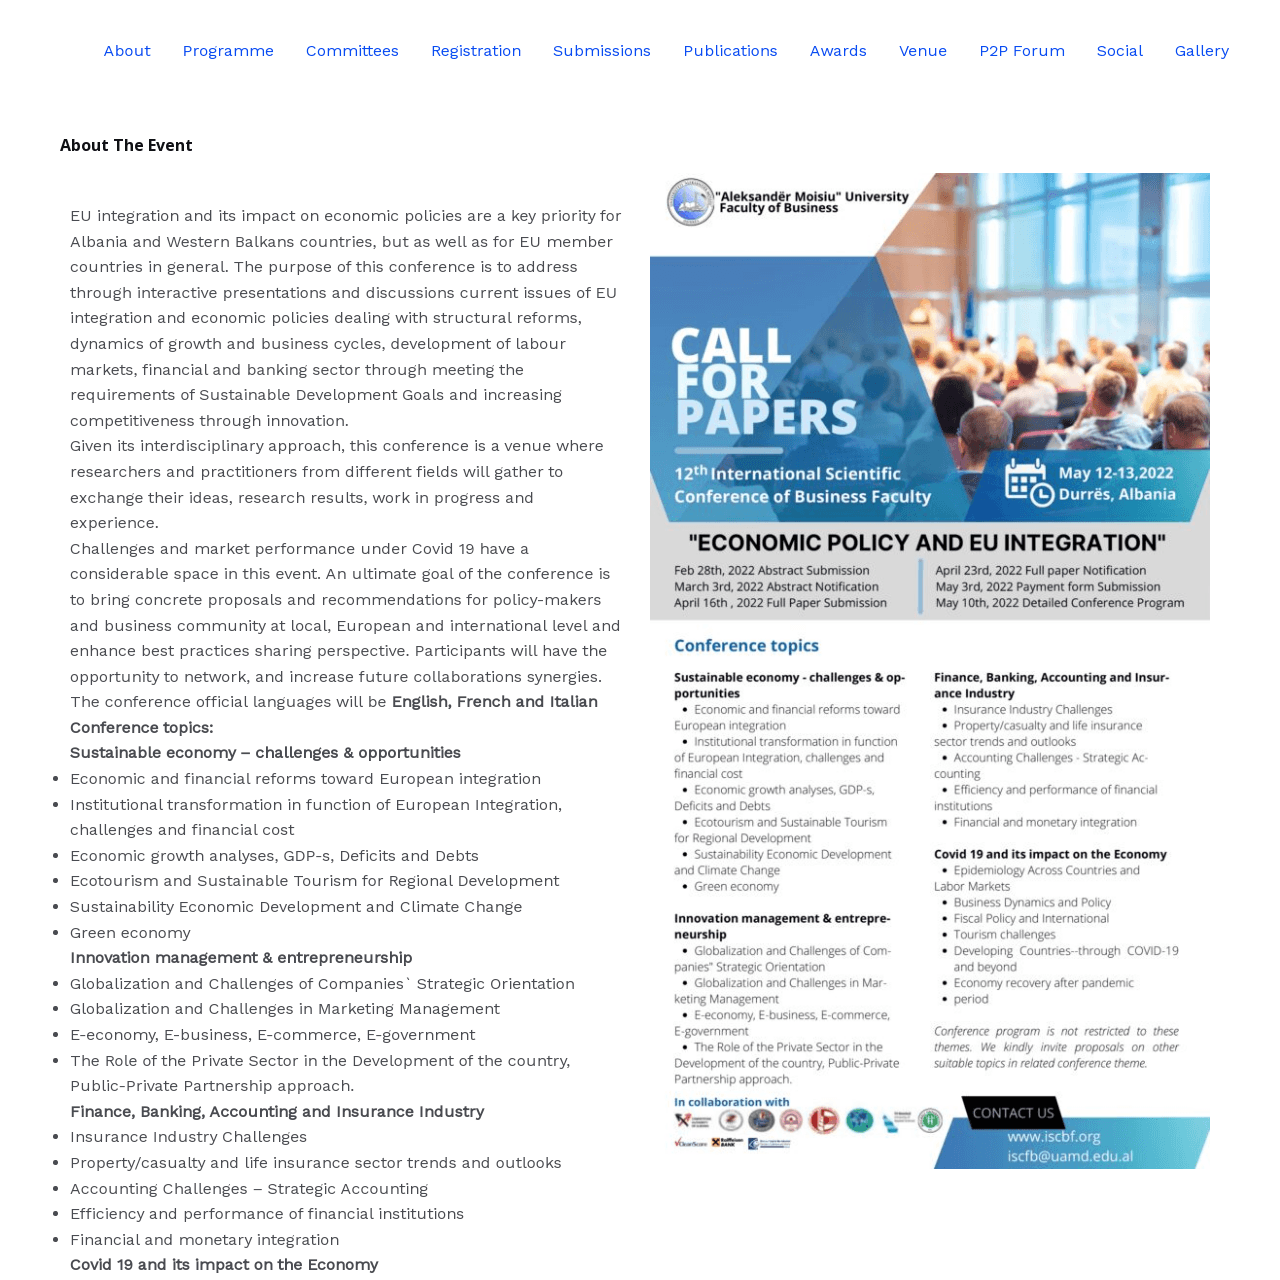 About Programme Committees Registration Submissions Publications Awards Venue P2P Forum Social Gallery
About The Event
EU integration and its impact on economic policies are a key priority for
Albania and Western Balkans countries, but as well as for EU member
countries in general. The purpose of this conference is to address
through interactive presentations and discussions current issues of EU
integration and economic policies dealing with structural reforms,
dynamics of growth and business cycles, development of labour
markets, financial and banking sector through meeting the
requirements of Sustainable Development Goals and increasing
competitiveness through innovation.
Given its interdisciplinary approach, this conference is a venue where
researchers and practitioners from different fields will gather to
exchange their ideas, research results, work in progress and
experience.
Challenges and market performance under Covid 19 have a
considerable space in this event. An ultimate goal of the conference is
to bring concrete proposals and recommendations for policy-makers
and business community at local, European and international level and
enhance best practices sharing perspective. Participants will have the
opportunity to network, and increase future collaborations synergies.
The conference official languages will be English, French and Italian
Conference topics:
Sustainable economy – challenges & opportunities
• Economic and financial reforms toward European integration
• Institutional transformation in function of European Integration,
challenges and financial cost
• Economic growth analyses, GDP-s, Deficits and Debts
• Ecotourism and Sustainable Tourism for Regional Development
• Sustainability Economic Development and Climate Change
• Green economy
Innovation management & entrepreneurship
• Globalization and Challenges of Companies` Strategic Orientation
• Globalization and Challenges in Marketing Management
• E-economy, E-business, E-commerce, E-government
• The Role of the Private Sector in the Development of the country,
Public-Private Partnership approach.
Finance, Banking, Accounting and Insurance Industry
• Insurance Industry Challenges
• Property/casualty and life insurance sector trends and outlooks
• Accounting Challenges – Strategic Accounting
• Efficiency and performance of financial institutions
• Financial and monetary integration
Covid 19 and its impact on the Economy
"Aleksandër Moisiu" University
Faculty of Business
CALL
FOR
PAPERS
12th International Scientific
Conference of Business Faculty
May 12-13,2022
Durrës, Albania
"ECONOMIC POLICY AND EU INTEGRATION"
Feb 28th, 2022 Abstract Submission
March 3rd, 2022 Abstract Notification
April 16th , 2022 Full Paper Submission
April 23rd, 2022 Full paper Notification
May 3rd, 2022 Payment form Submission
May 10th, 2022 Detailed Conference Program
Conference topics
Sustainable economy - challenges & op-
portunities
• Economic and financial reforms toward
European integration
• Institutional transformation in function
of European Integration, challenges and
financial cost
• Economic growth analyses, GDP-s,
Deficits and Debts
• Ecotourism and Sustainable Tourism
for Regional Development
• Sustainability Economic Development
and Climate Change
• Green economy
Innovation management & entrepre-
neurship
• Globalization and Challenges of Com-
panies" Strategic Orientation
• Globalization and Challenges in Mar-
keting Management
• E-economy, E-business, E-commerce,
E-government
• The Role of the Private Sector in the
Development of the country, Public-Private
Partnership approach.
Finance, Banking, Accounting and Insur-
ance Industry
• Insurance Industry Challenges
• Property/casualty and life insurance
sector trends and outlooks
• Accounting Challenges - Strategic Ac-
counting
• Efficiency and performance of financial
institutions
• Financial and monetary integration
Covid 19 and its impact on the Economy
• Epidemiology Across Countries and
Labor Markets
• Business Dynamics and Policy
• Fiscal Policy and International
• Tourism challenges
• Developing Countries--through COVID-19
and beyond
• Economy recovery after pandemic
• period
Conference program is not restricted to these
themes. We kindly invite proposals on other
suitable topics in related conference theme.
In collaboration with
CleanScore Raiffeisen
BANK
CONTACT US
www.iscbf.org
iscfb@uamd.edu.al